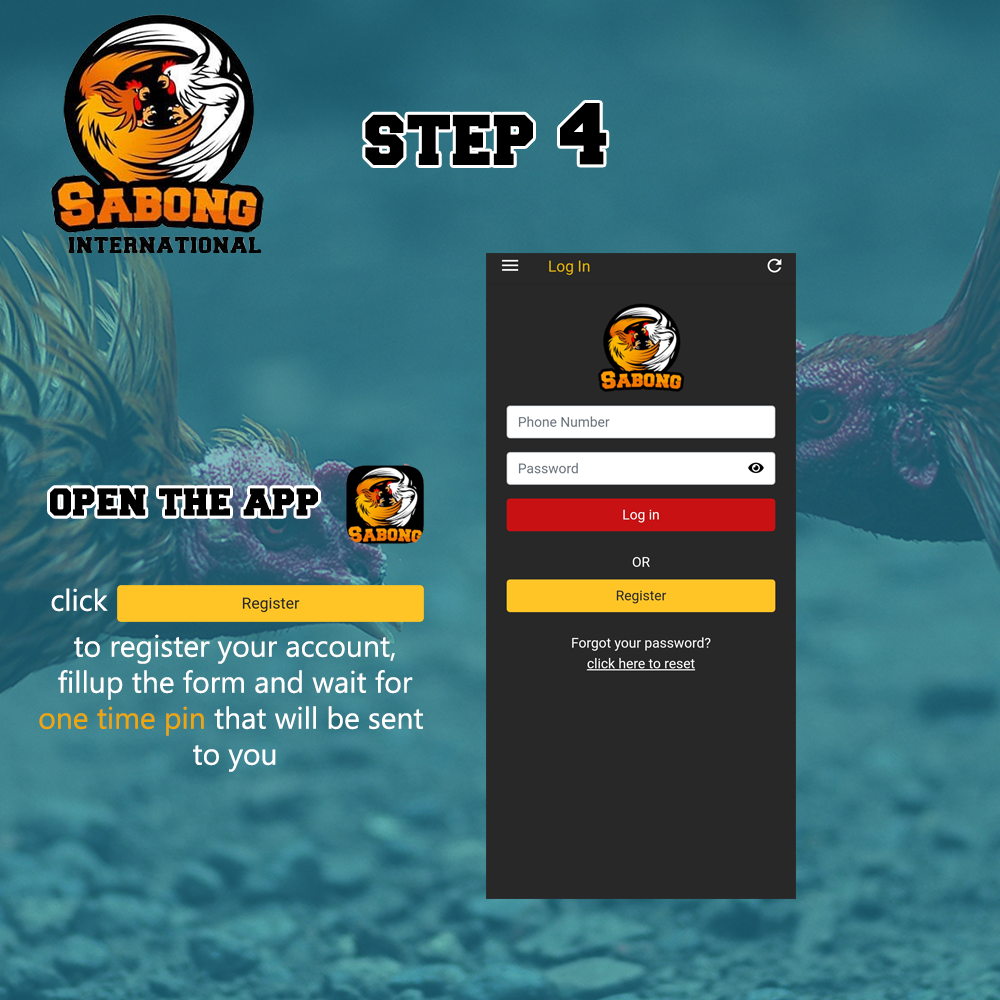 SABONG
INTERNATIONAL
STEP 4
OPEN THE APP
SABONG
click Register
to register your account,
fillup the form and wait for
one time pin that will be sent
to you
Log In
SABONG
Phone Number
Password
Log in
OR
Register
Forgot your password?
click here to reset